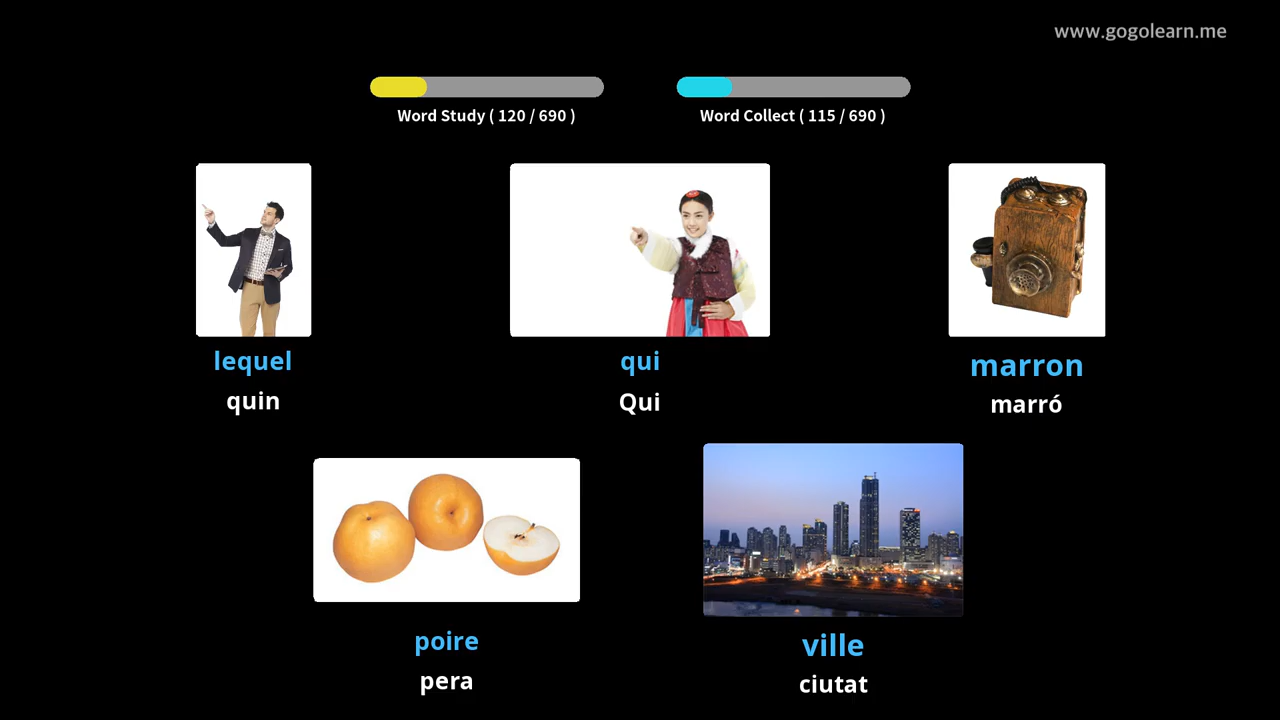 www.gogolearn.me
Word Study ( 120 / 690 )
Word Collect ( 115 / 690 )
lequel
quin
qui
Qui
marron
marró
poire
pera
ville
ciutat